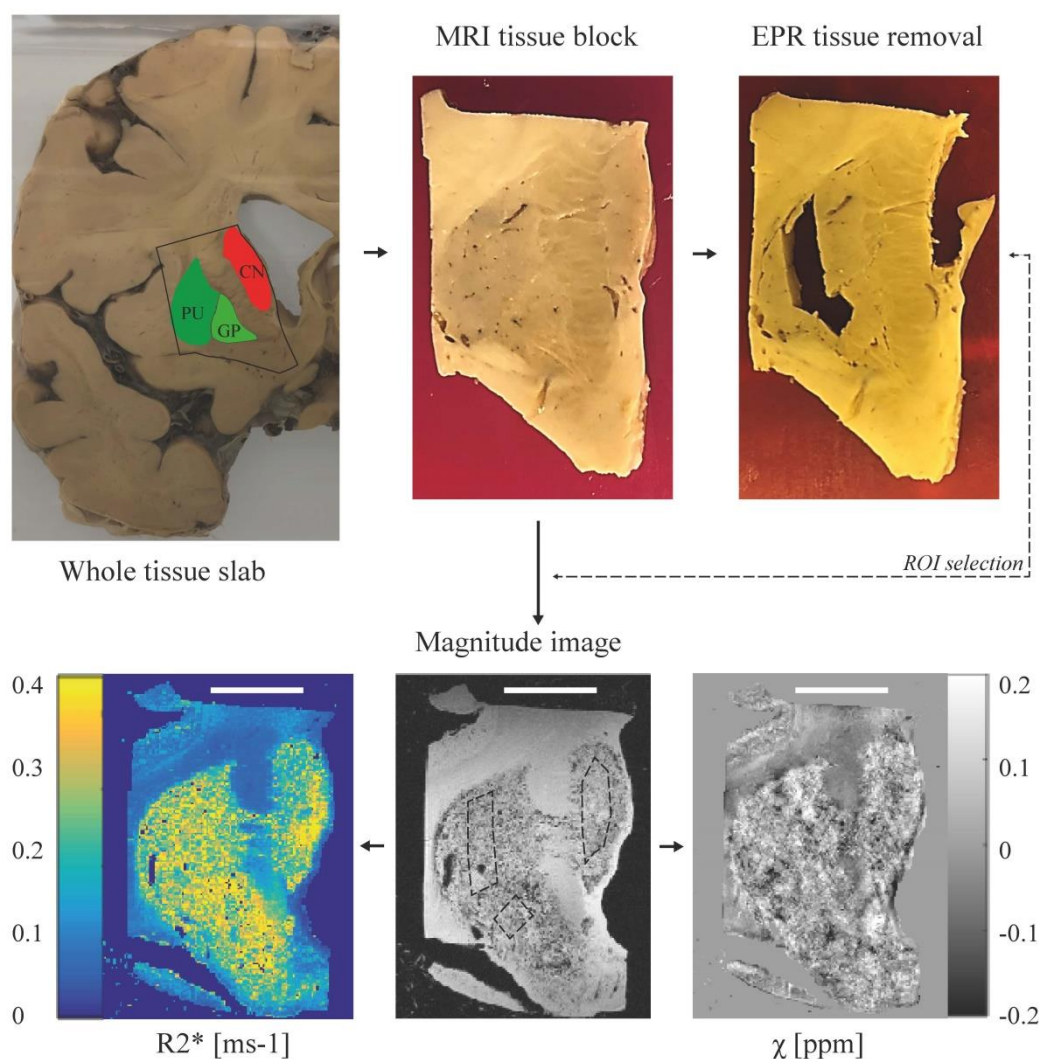 MRI tissue block
EPR tissue removal
CN
PU
GP
Whole tissue slab
ROI selection
Magnitude image
0.4
0.3
0.2
0.1
0
0.2
0.1
0
-0.1
-0.2
R2* [ms-1]
χ [ppm]